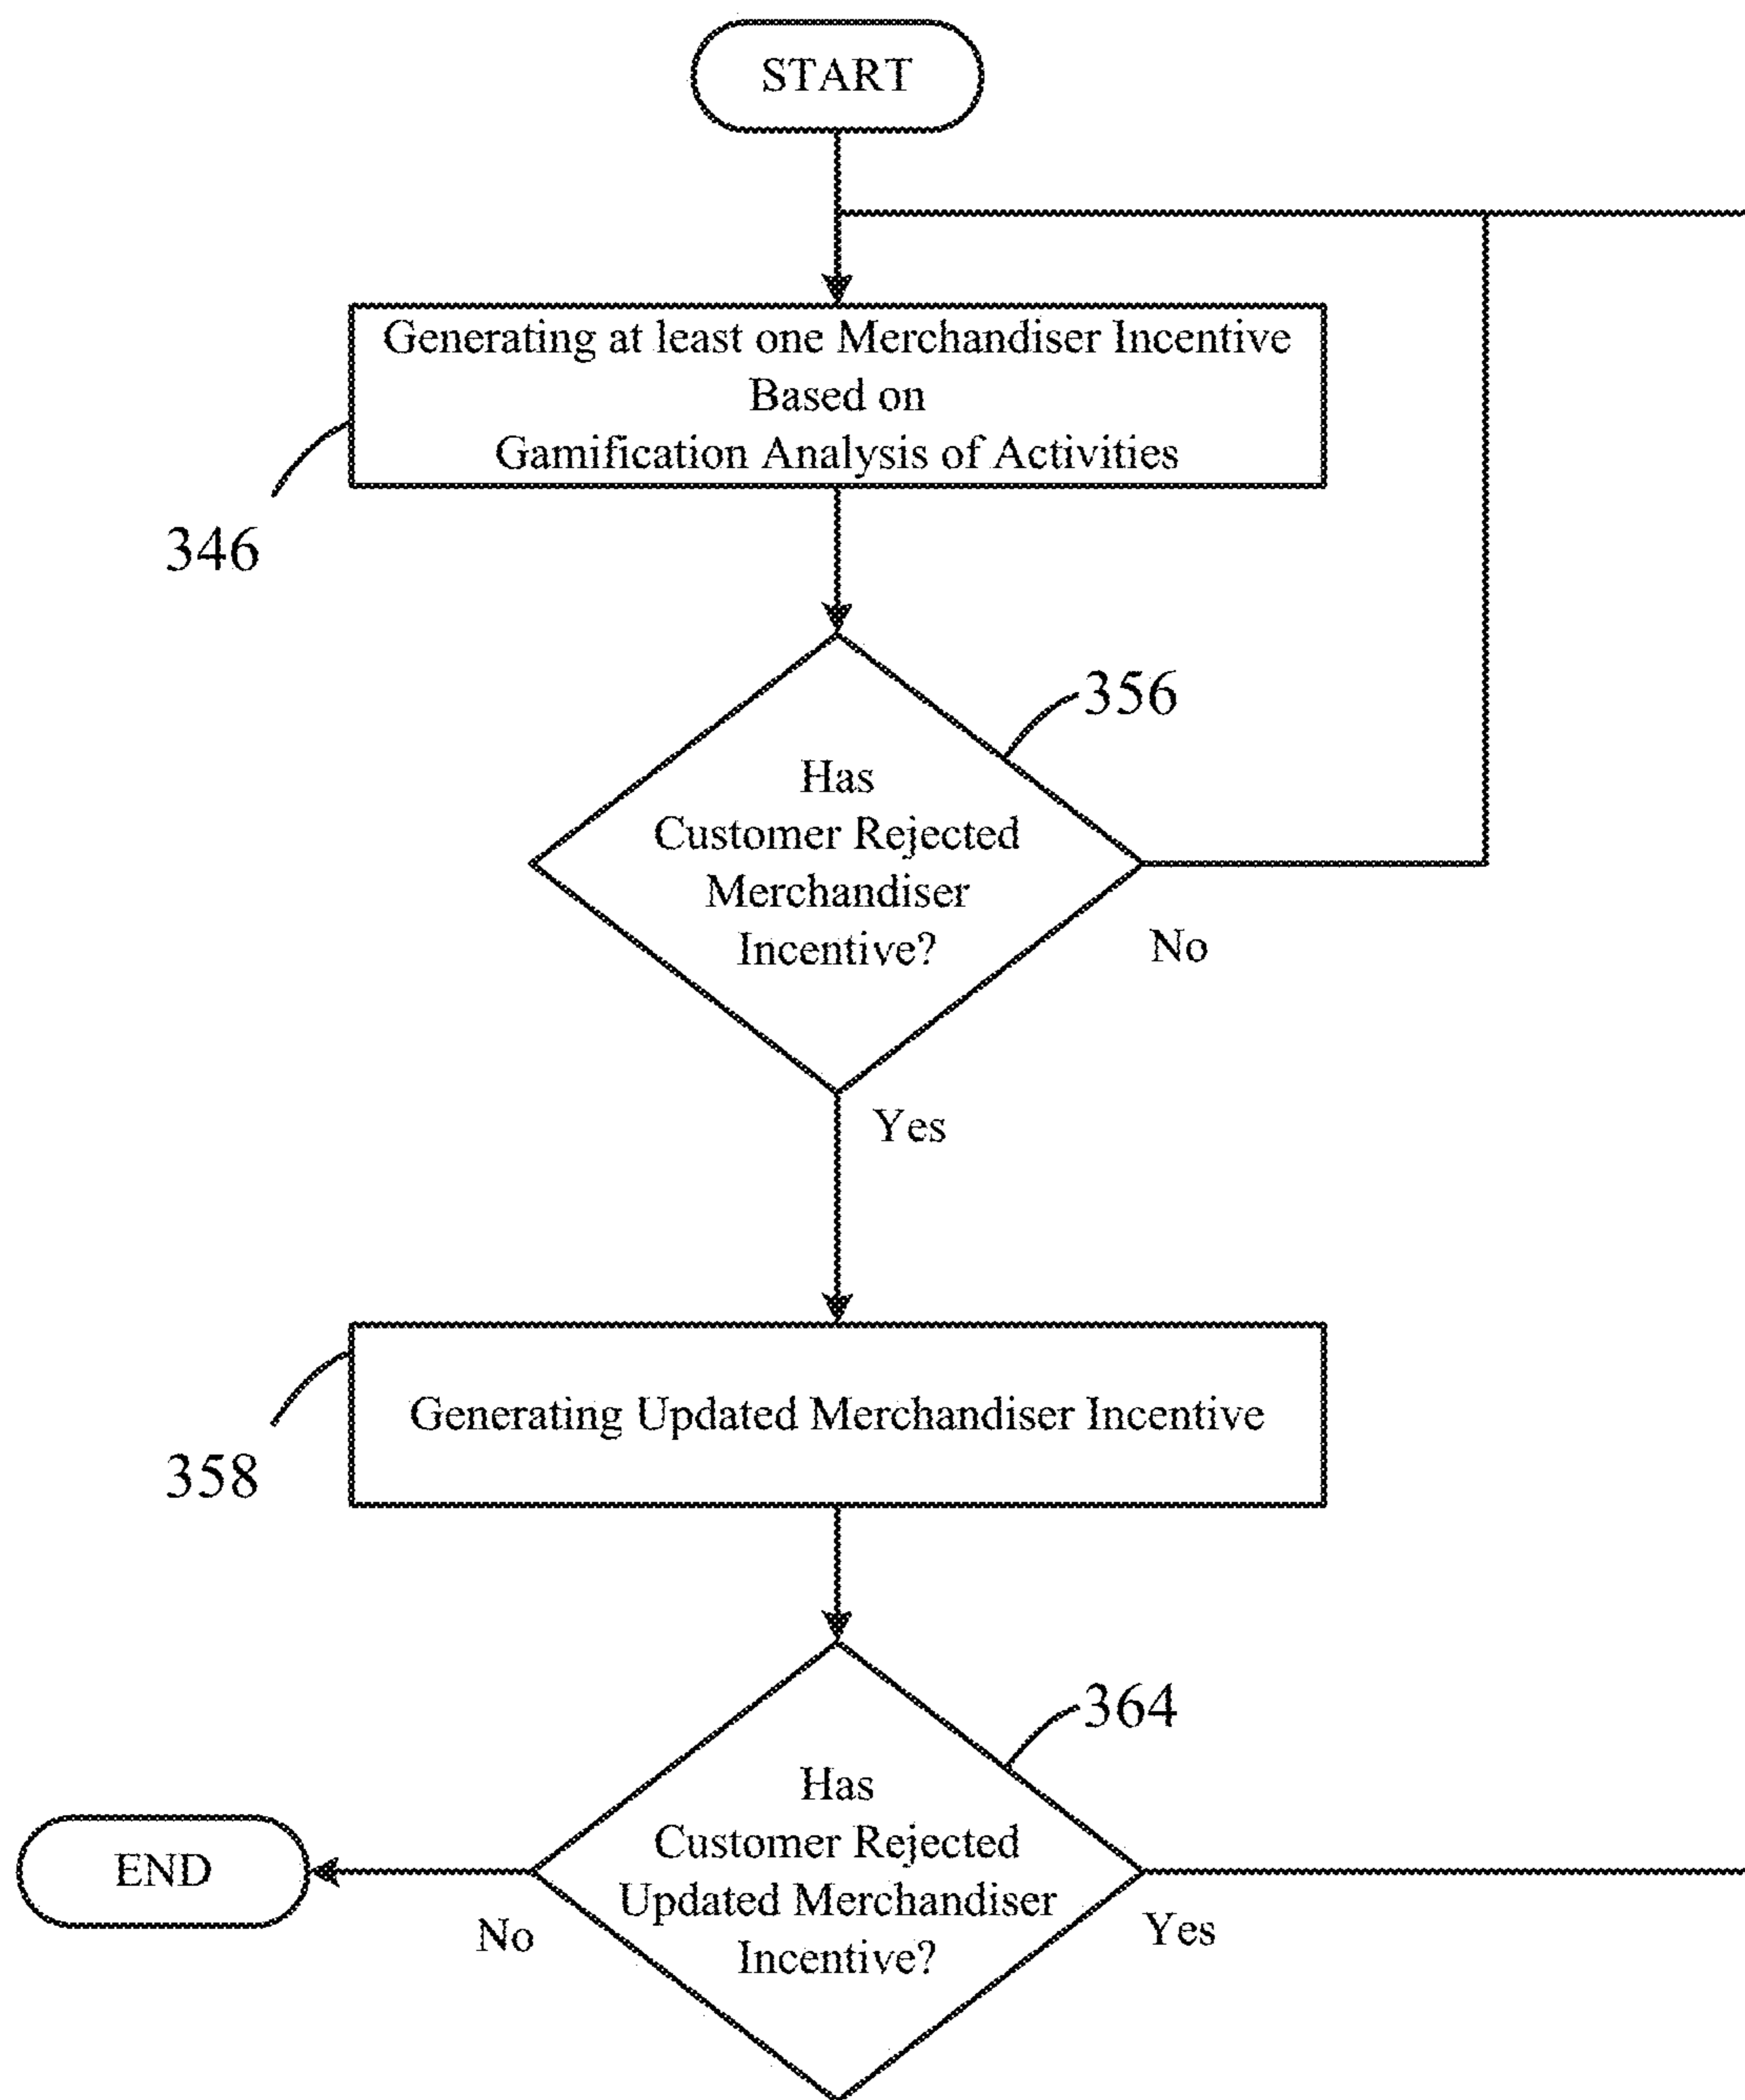 START
Generating at least one Merchandiser Incentive
Based on
Gamification Analysis of Activities
346
356
Has
Customer Rejected
Merchandiser
Incentive?
No
Yes
Generating Updated Merchandiser Incentive
358
364
Has
Customer Rejected
Updated Merchandiser
Incentive?
END
No
Yes